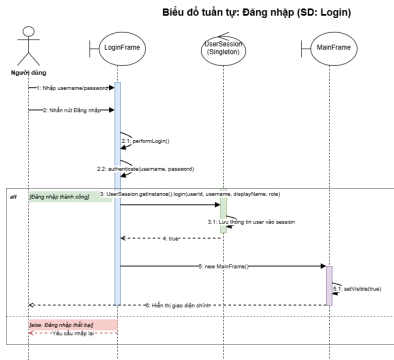 Biểu đồ tuần tự: Đăng nhập (SD: Login)
LoginFrame
UserSession
(Singleton)
MainFrame
Người dùng
1: Nhập username/password
2: Nhấn nút Đăng nhập
2.1: performLogin()
2.2: authenticate(username, password)
alt
[Đăng nhập thành công]
3: UserSession.getInstance().login(userId, username, displayName, role)
3.1: Lưu thông tin user vào session
4: true
5: new MainFrame()
5.1: setVisible(true)
6: Hiển thị giao diện chính
[else: Đăng nhập thất bại]
Yêu cầu nhập lại